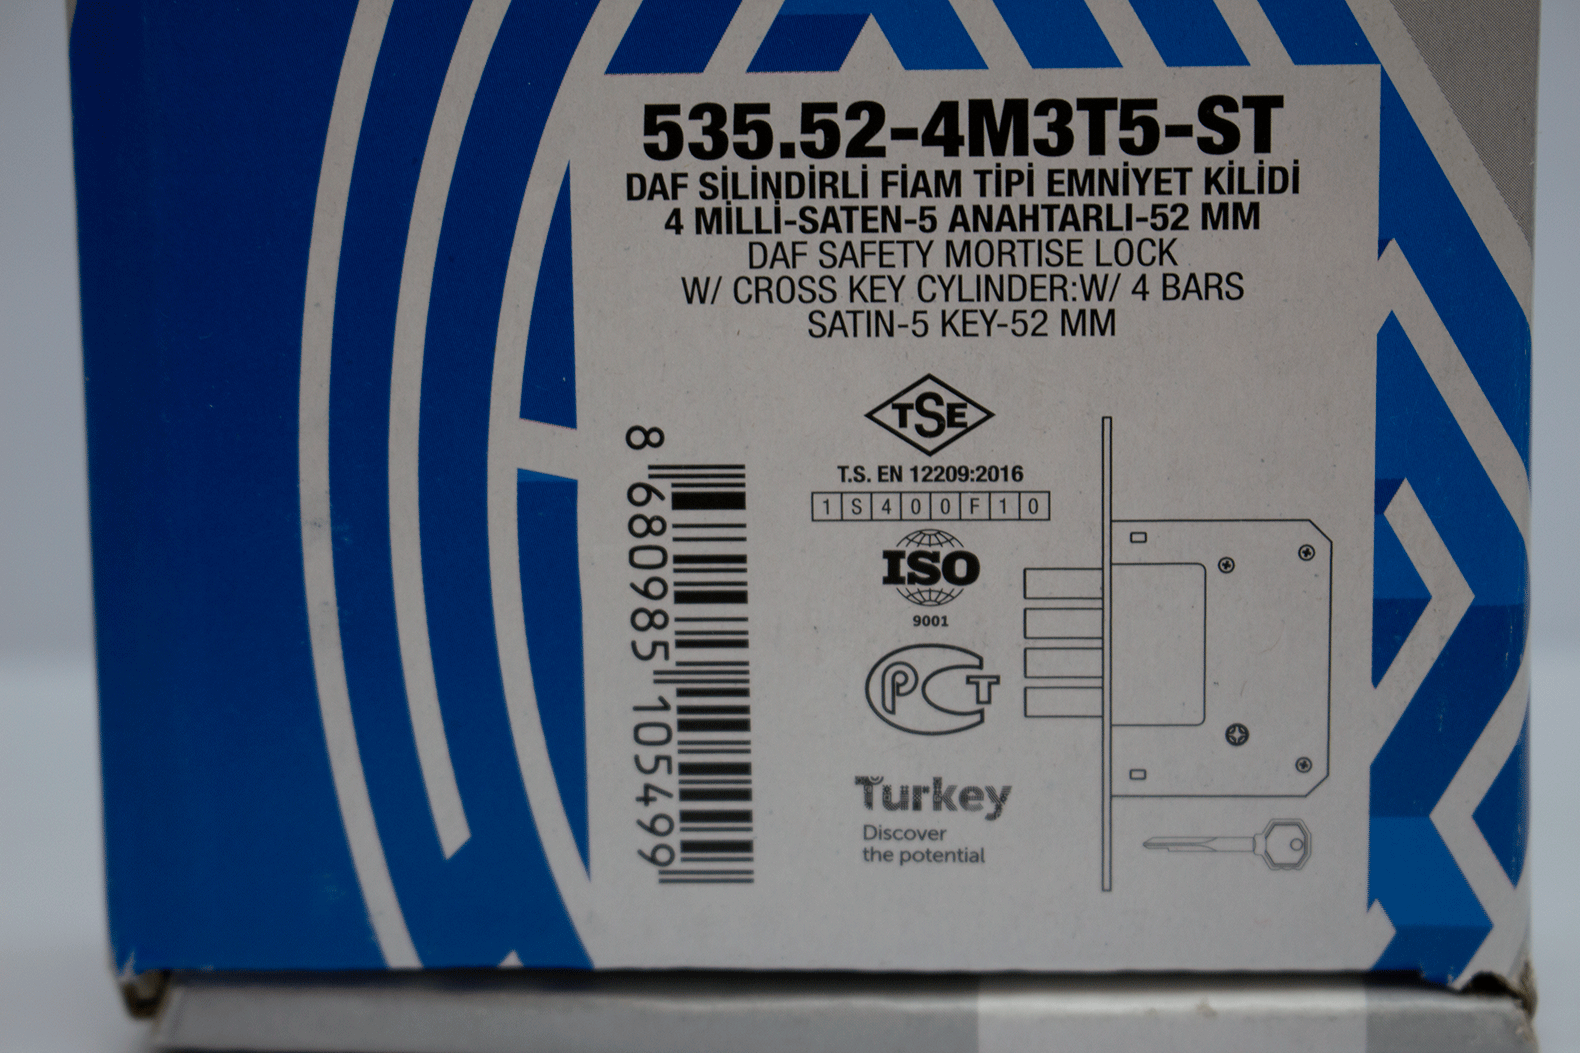 535.52-4M3T5-ST
DAF SİLİNDİRLİ FİAM TİPİ EMNİYET KİLİDİ
4 MİLLİ-SATEN-5 ANAHTARLI-52 MM
DAF SAFETY MORTISE LOCK
W/ CROSS KEY CYLINDER:W/ 4 BARS
SATIN-5 KEY-52 MM
TSE
T.S. EN 12209:2016
1 S 4 0 0 F 1 0
ISO
9001
PCT
Turkey
Discover
the potential
8 680985 105499